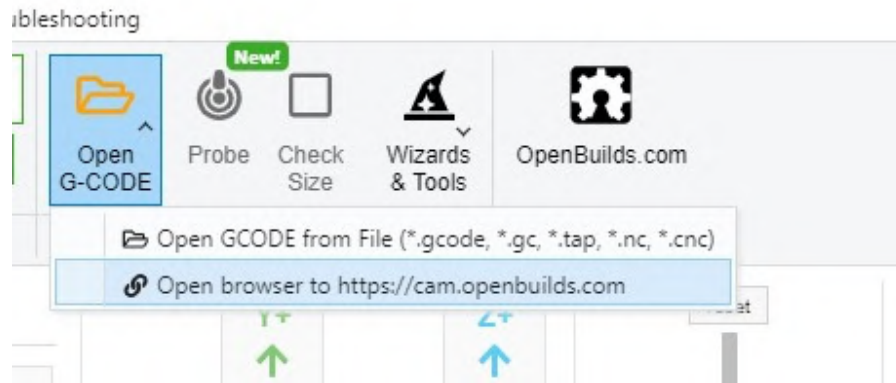 ubleshooting
New!
Open
G-CODE
Probe
Check
Size
Wizards
& Tools
OpenBuilds.com
Open GCODE from File (*.gcode, *.gc, *.tap, *.nc, *.cnc)
Open browser to https://cam.openbuilds.com
Y+
Z+